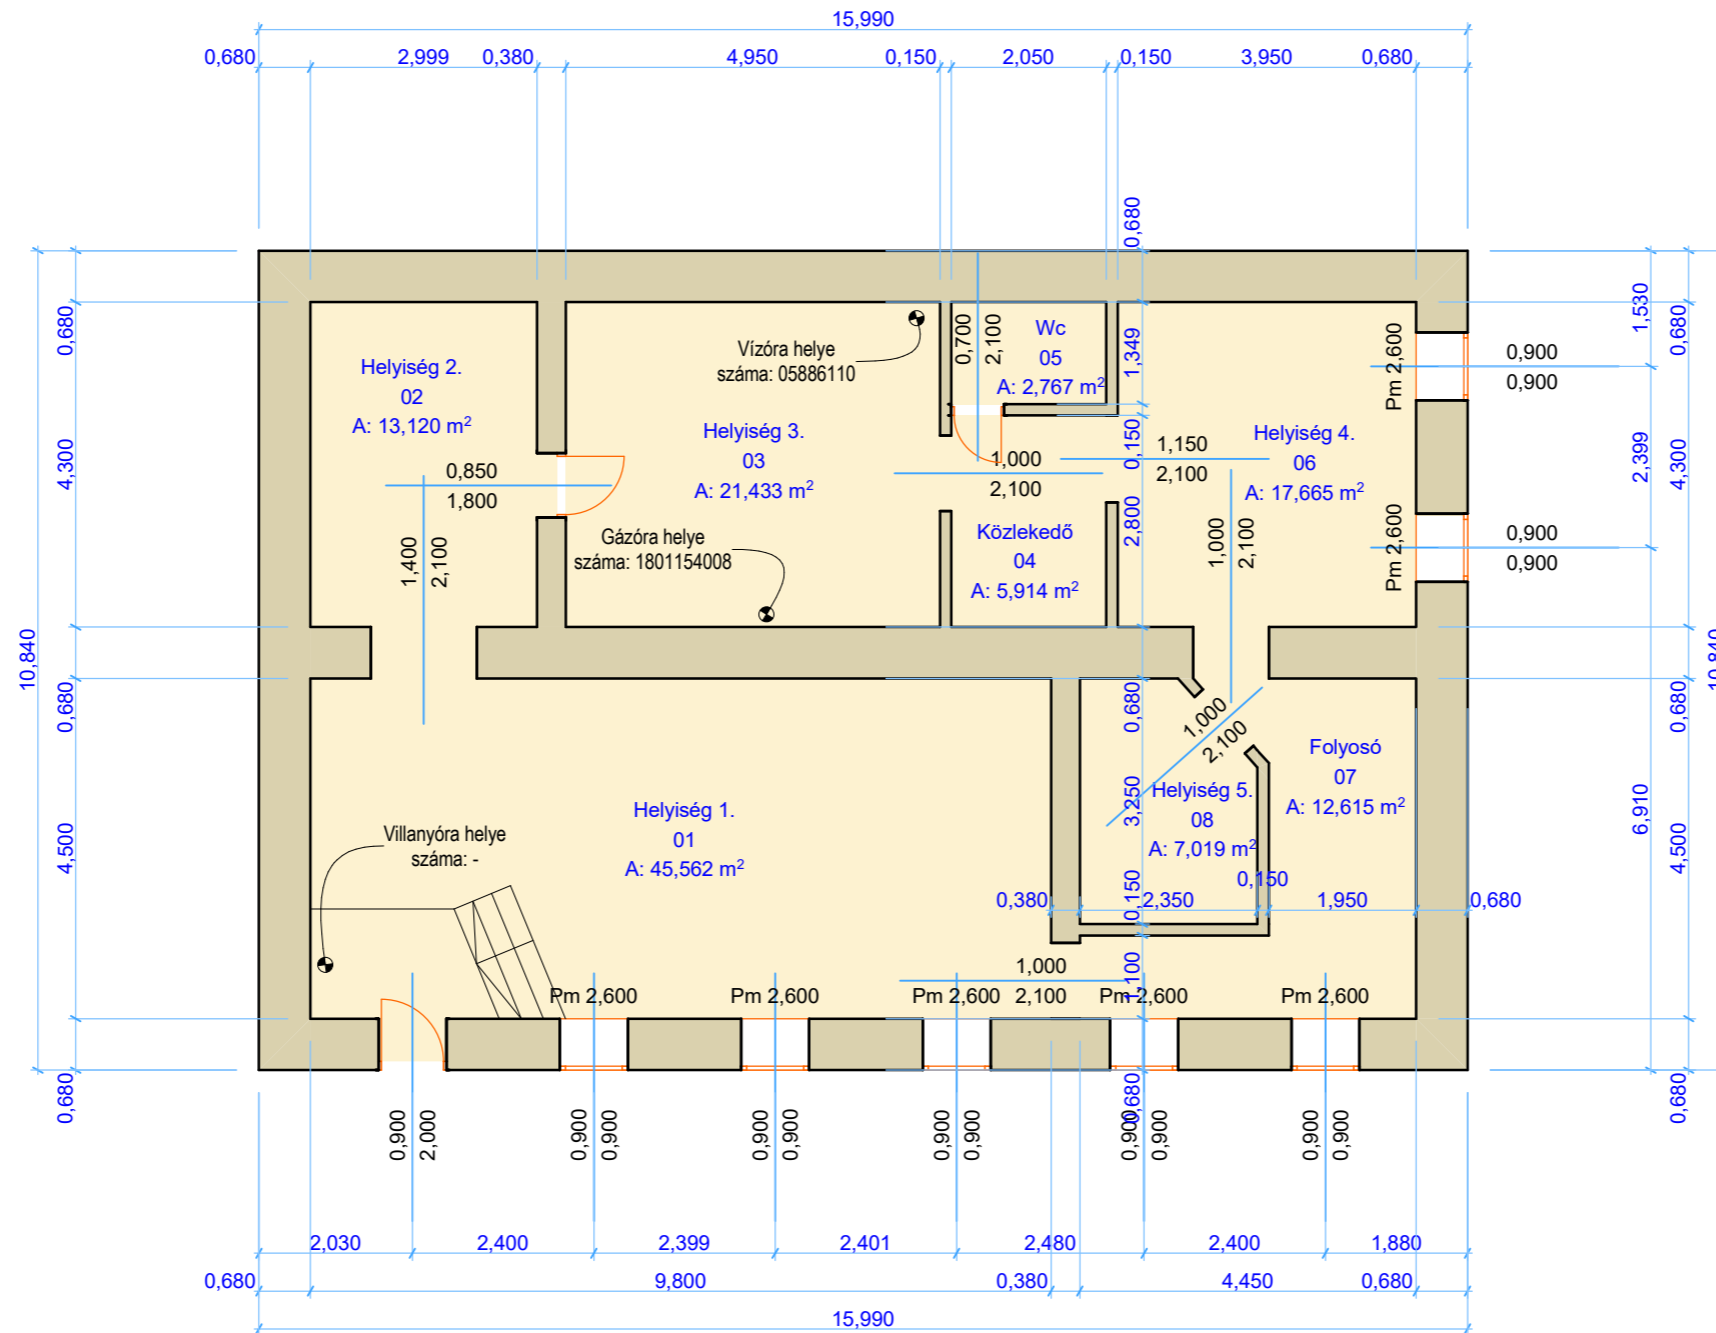 15,990
0,680 2,999 0,380 4,950 0,150 2,050 0,150 3,950 0,680
10,840
0,680
4,300
0,680
4,500
0,680
Helyiség 2.
02
A: 13,120 m²
0,850
1,800
1,400
2,100
Vízóra helye
száma: 05886110
Helyiség 3.
03
A: 21,433 m²
Gázóra helye
száma: 1801154008
0,700
2,100
Wc
05
A: 2,767 m²
1,000
2,100
Közlekedő
04
A: 5,914 m²
0,680
1,349
0,150
2,800
0,680
3,250
0,150
1,100
0,680
1,150
2,100
Helyiség 4.
06
A: 17,665 m²
1,000
2,100
Pm 2,600
Pm 2,600
0,900
0,900
0,900
0,900
1,530
2,399
6,910
0,680
4,300
0,680
4,500
0,680
10,840
1,000
2,100
Folyosó
07
A: 12,615 m²
Helyiség 5.
08
A: 7,019 m²
0,380 2,350 0,150 1,950 0,680
Helyiség 1.
01
A: 45,562 m²
Villanyóra helye
száma: -
1,000
2,100
Pm 2,600 Pm 2,600 Pm 2,600 Pm 2,600 Pm 2,600
0,900
2,000
0,900
0,900
0,900
0,900
0,900
0,900
0,900
0,900
0,900
0,900
2,030 2,400 2,399 2,401 2,480 2,400 1,880
0,680 9,800 0,380 4,450 0,680
15,990